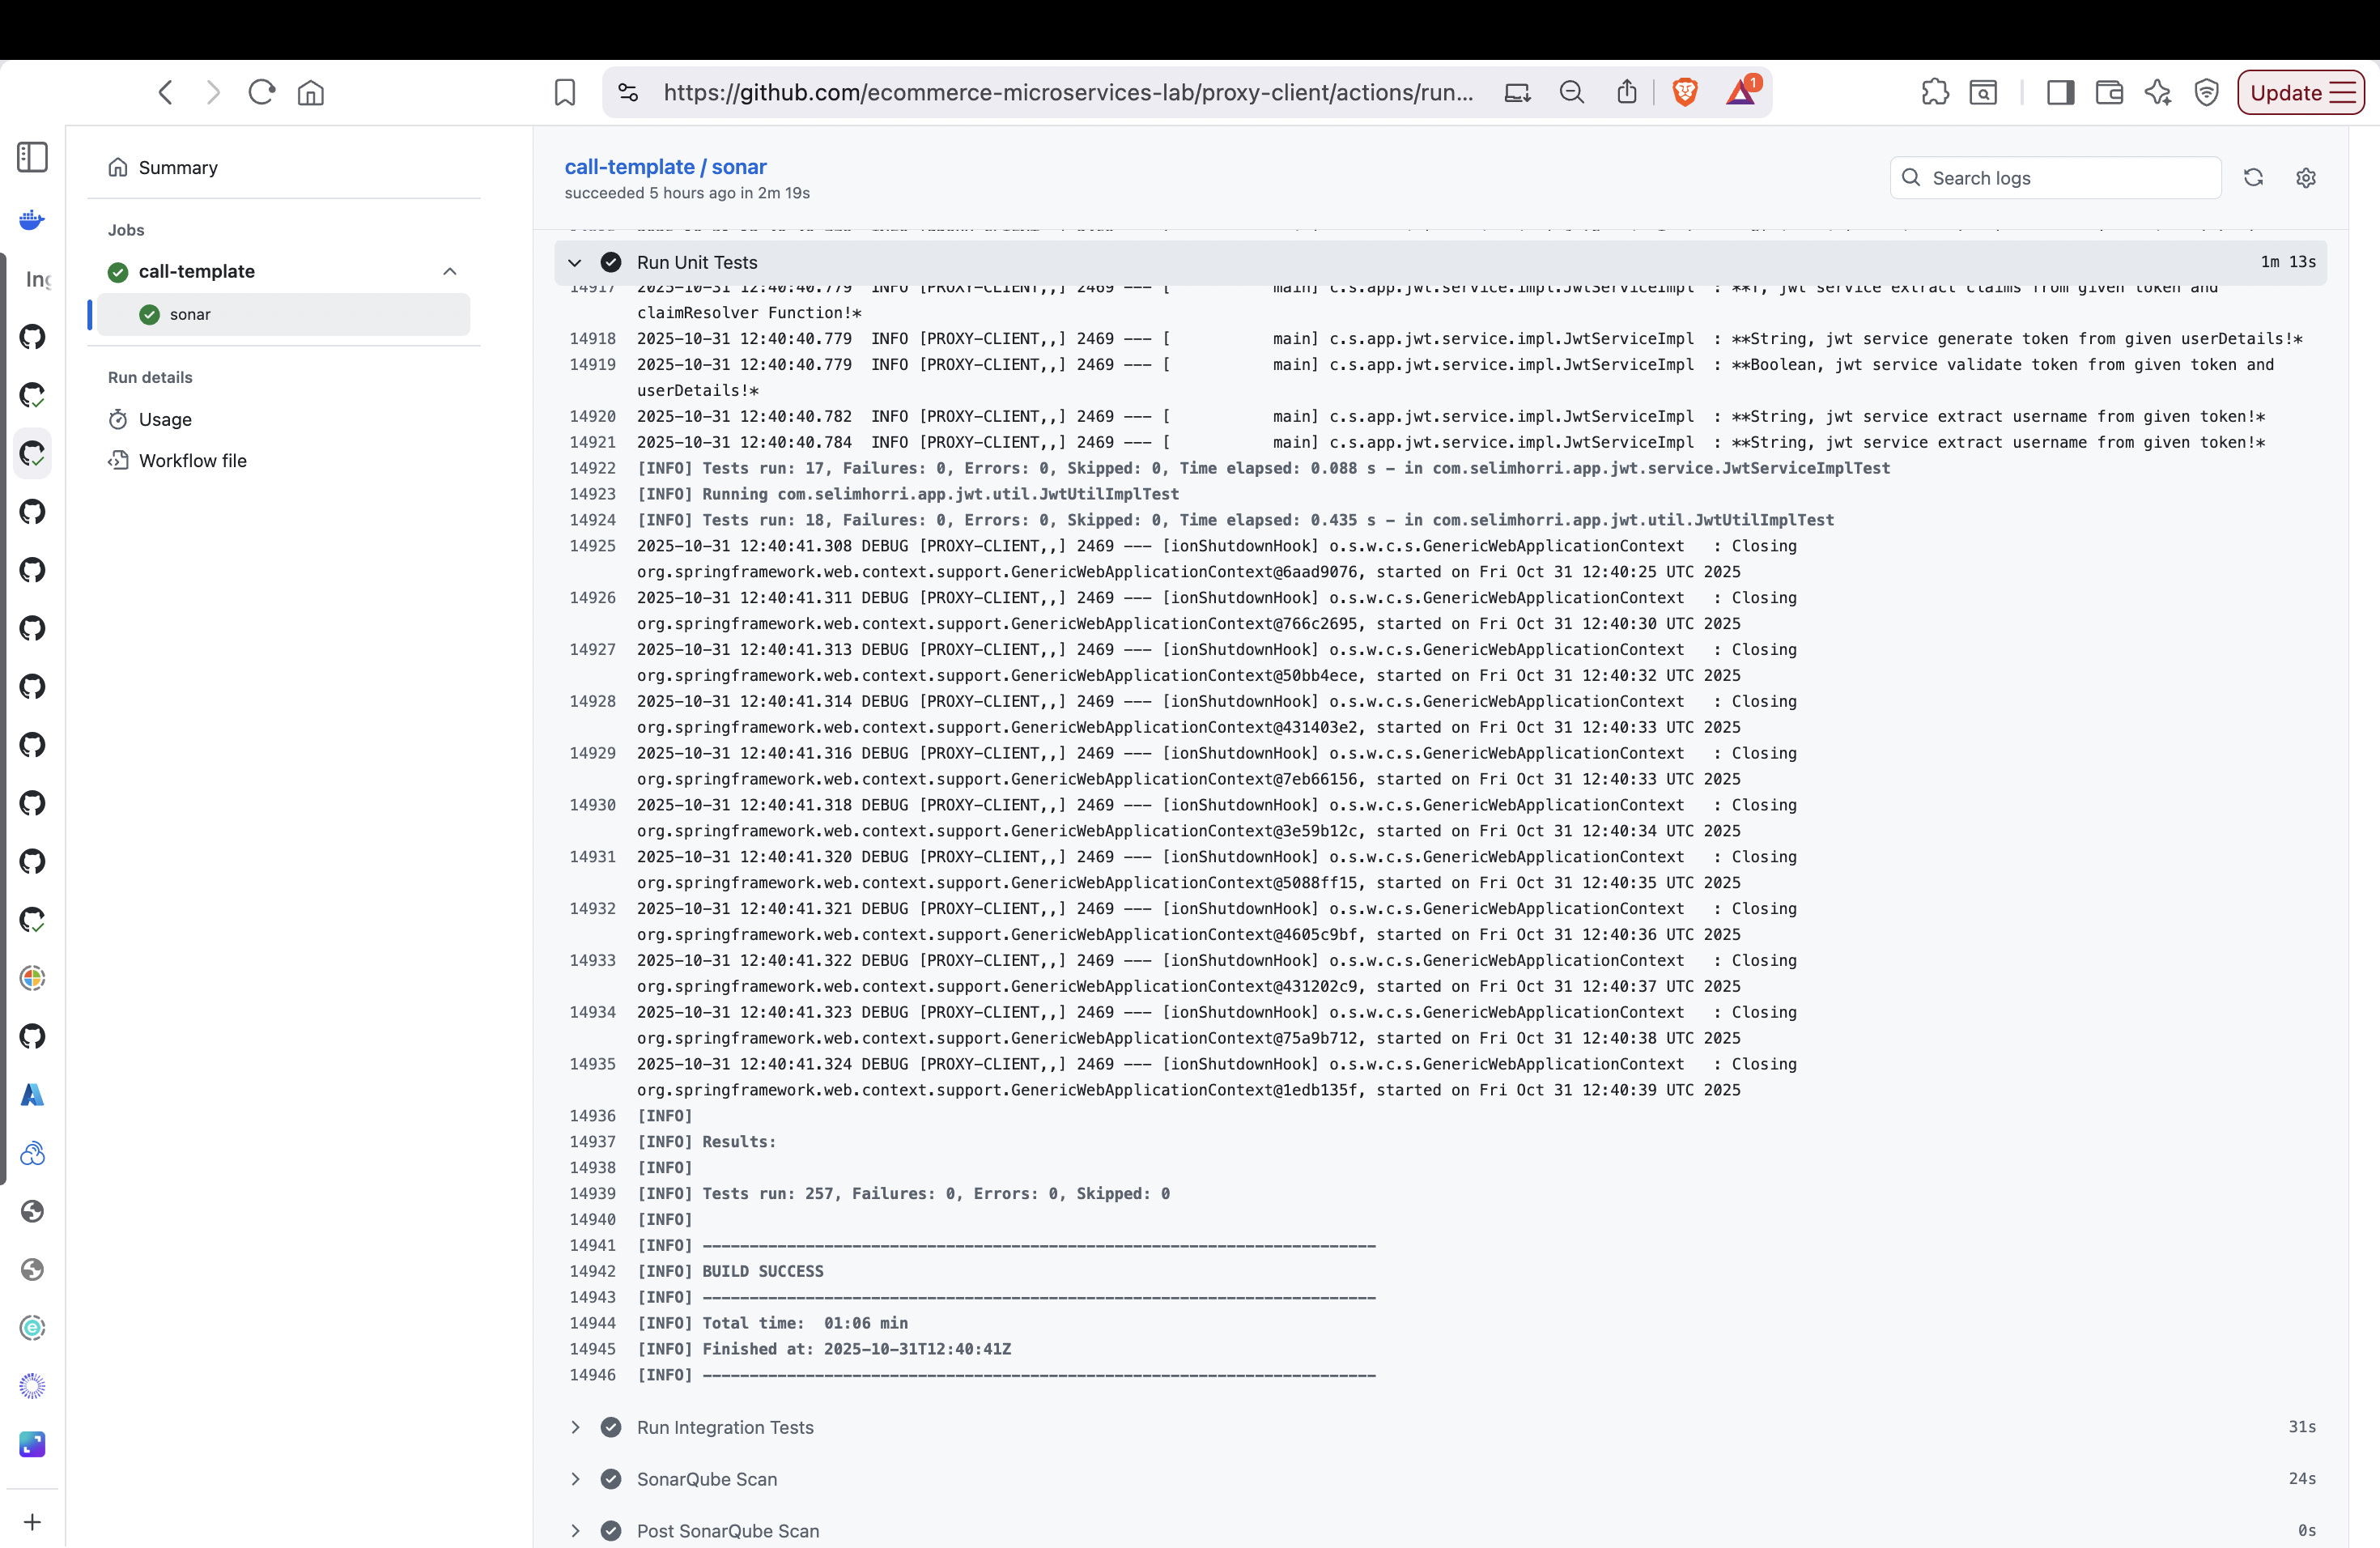 https://github.com/ecommerce-microservices-lab/proxy-client/actions/run...
1
Update
Summary
Jobs
call-template
sonar
Run details
Usage
Workflow file
call-template / sonar
succeeded 5 hours ago in 2m 19s
Search logs
Run Unit Tests
1m 13s
14917 2025-10-31 12:40:40.779  INFO [PROXY-CLIENT,,] 2469 --- [           main] c.s.app.jwt.service.impl.JwtServiceImpl  : **T, jwt service extract claims from given token and
claimResolver Function!*
14918 2025-10-31 12:40:40.779  INFO [PROXY-CLIENT,,] 2469 --- [           main] c.s.app.jwt.service.impl.JwtServiceImpl  : **String, jwt service generate token from given userDetails!*
14919 2025-10-31 12:40:40.779  INFO [PROXY-CLIENT,,] 2469 --- [           main] c.s.app.jwt.service.impl.JwtServiceImpl  : **Boolean, jwt service validate token from given token and
userDetails!*
14920 2025-10-31 12:40:40.782  INFO [PROXY-CLIENT,,] 2469 --- [           main] c.s.app.jwt.service.impl.JwtServiceImpl  : **String, jwt service extract username from given token!*
14921 2025-10-31 12:40:40.784  INFO [PROXY-CLIENT,,] 2469 --- [           main] c.s.app.jwt.service.impl.JwtServiceImpl  : **String, jwt service extract username from given token!*
14922 [INFO] Tests run: 17, Failures: 0, Errors: 0, Skipped: 0, Time elapsed: 0.088 s - in com.selimhorri.app.jwt.service.JwtServiceImplTest
14923 [INFO] Running com.selimhorri.app.jwt.util.JwtUtilImplTest
14924 [INFO] Tests run: 18, Failures: 0, Errors: 0, Skipped: 0, Time elapsed: 0.435 s - in com.selimhorri.app.jwt.util.JwtUtilImplTest
14925 2025-10-31 12:40:41.308 DEBUG [PROXY-CLIENT,,] 2469 --- [ionShutdownHook] o.s.w.c.s.GenericWebApplicationContext   : Closing
org.springframework.web.context.support.GenericWebApplicationContext@6aad9076, started on Fri Oct 31 12:40:25 UTC 2025
14926 2025-10-31 12:40:41.311 DEBUG [PROXY-CLIENT,,] 2469 --- [ionShutdownHook] o.s.w.c.s.GenericWebApplicationContext   : Closing
org.springframework.web.context.support.GenericWebApplicationContext@766c2695, started on Fri Oct 31 12:40:30 UTC 2025
14927 2025-10-31 12:40:41.313 DEBUG [PROXY-CLIENT,,] 2469 --- [ionShutdownHook] o.s.w.c.s.GenericWebApplicationContext   : Closing
org.springframework.web.context.support.GenericWebApplicationContext@50bb4ece, started on Fri Oct 31 12:40:32 UTC 2025
14928 2025-10-31 12:40:41.314 DEBUG [PROXY-CLIENT,,] 2469 --- [ionShutdownHook] o.s.w.c.s.GenericWebApplicationContext   : Closing
org.springframework.web.context.support.GenericWebApplicationContext@431403e2, started on Fri Oct 31 12:40:33 UTC 2025
14929 2025-10-31 12:40:41.316 DEBUG [PROXY-CLIENT,,] 2469 --- [ionShutdownHook] o.s.w.c.s.GenericWebApplicationContext   : Closing
org.springframework.web.context.support.GenericWebApplicationContext@7eb66156, started on Fri Oct 31 12:40:33 UTC 2025
14930 2025-10-31 12:40:41.318 DEBUG [PROXY-CLIENT,,] 2469 --- [ionShutdownHook] o.s.w.c.s.GenericWebApplicationContext   : Closing
org.springframework.web.context.support.GenericWebApplicationContext@3e59b12c, started on Fri Oct 31 12:40:34 UTC 2025
14931 2025-10-31 12:40:41.320 DEBUG [PROXY-CLIENT,,] 2469 --- [ionShutdownHook] o.s.w.c.s.GenericWebApplicationContext   : Closing
org.springframework.web.context.support.GenericWebApplicationContext@5088ff15, started on Fri Oct 31 12:40:35 UTC 2025
14932 2025-10-31 12:40:41.321 DEBUG [PROXY-CLIENT,,] 2469 --- [ionShutdownHook] o.s.w.c.s.GenericWebApplicationContext   : Closing
org.springframework.web.context.support.GenericWebApplicationContext@4605c9bf, started on Fri Oct 31 12:40:36 UTC 2025
14933 2025-10-31 12:40:41.322 DEBUG [PROXY-CLIENT,,] 2469 --- [ionShutdownHook] o.s.w.c.s.GenericWebApplicationContext   : Closing
org.springframework.web.context.support.GenericWebApplicationContext@431202c9, started on Fri Oct 31 12:40:37 UTC 2025
14934 2025-10-31 12:40:41.323 DEBUG [PROXY-CLIENT,,] 2469 --- [ionShutdownHook] o.s.w.c.s.GenericWebApplicationContext   : Closing
org.springframework.web.context.support.GenericWebApplicationContext@75a9b712, started on Fri Oct 31 12:40:38 UTC 2025
14935 2025-10-31 12:40:41.324 DEBUG [PROXY-CLIENT,,] 2469 --- [ionShutdownHook] o.s.w.c.s.GenericWebApplicationContext   : Closing
org.springframework.web.context.support.GenericWebApplicationContext@1edb135f, started on Fri Oct 31 12:40:39 UTC 2025
14936 [INFO]
14937 [INFO] Results:
14938 [INFO]
14939 [INFO] Tests run: 257, Failures: 0, Errors: 0, Skipped: 0
14940 [INFO]
14941 [INFO] ------------------------------------------------------------------------
14942 [INFO] BUILD SUCCESS
14943 [INFO] ------------------------------------------------------------------------
14944 [INFO] Total time:  01:06 min
14945 [INFO] Finished at: 2025-10-31T12:40:41Z
14946 [INFO] ------------------------------------------------------------------------
Run Integration Tests
31s
SonarQube Scan
24s
Post SonarQube Scan
0s